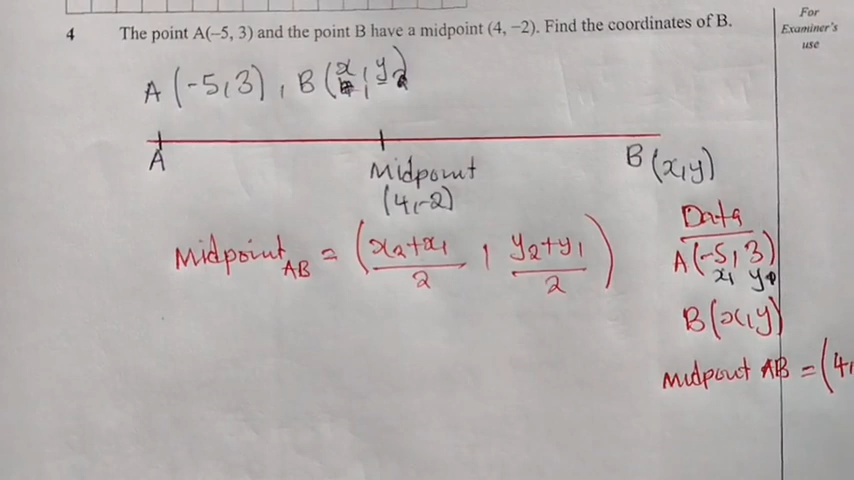 4 The point A(–5, 3) and the point B have a midpoint (4, –2). Find the coordinates of B.
For
Examiner's
use
A (-5,3), B(x, y)
A
Midpoint
(4,-2)
B (x,y)
Midpoint AB = (x₂+x₁/2, y₂+y₁/2)
Data
A(-5,3)
x₁ y₁
B(x,y)
Midpoint AB = (4,